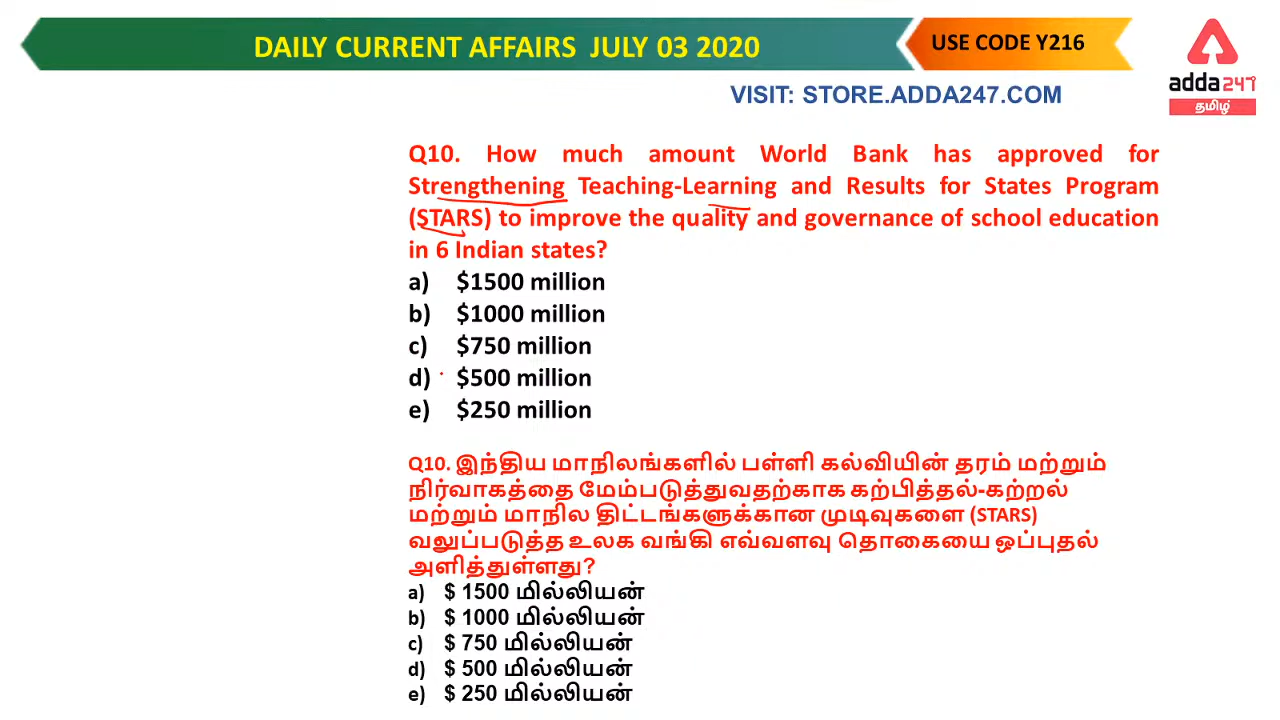 DAILY CURRENT AFFAIRS JULY 03 2020
USE CODE Y216
adda247
தமிழ்
VISIT: STORE.ADDA247.COM
Q10. How much amount World Bank has approved for
Strengthening Teaching-Learning and Results for States Program
(STARS) to improve the quality and governance of school education
in 6 Indian states?
a) $1500 million
b) $1000 million
c) $750 million
d) $500 million
e) $250 million
Q10. இந்திய மாநிலங்களில் பள்ளி கல்வியின் தரம் மற்றும்
நிர்வாகத்தை மேம்படுத்துவதற்காக கற்பித்தல்-கற்றல்
மற்றும் மாநில திட்டங்களுக்கான முடிவுகளை (STARS)
வலுப்படுத்த உலக வங்கி எவ்வளவு தொகையை ஒப்புதல்
அளித்துள்ளது?
a) $ 1500 மில்லியன்
b) $ 1000 மில்லியன்
c) $ 750 மில்லியன்
d) $ 500 மில்லியன்
e) $ 250 மில்லியன்